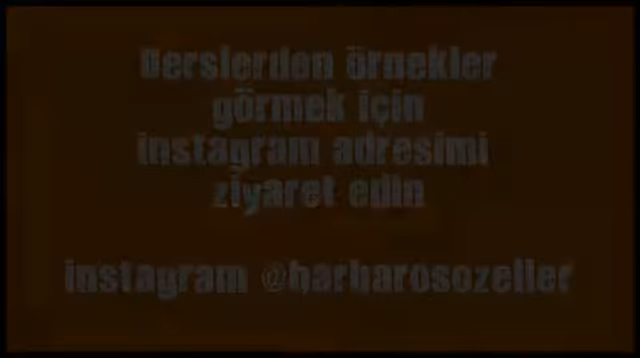 Derslerden örnekler
görmek için
instagram adresimi
ziyaret edin
instagram @barbarosozeller